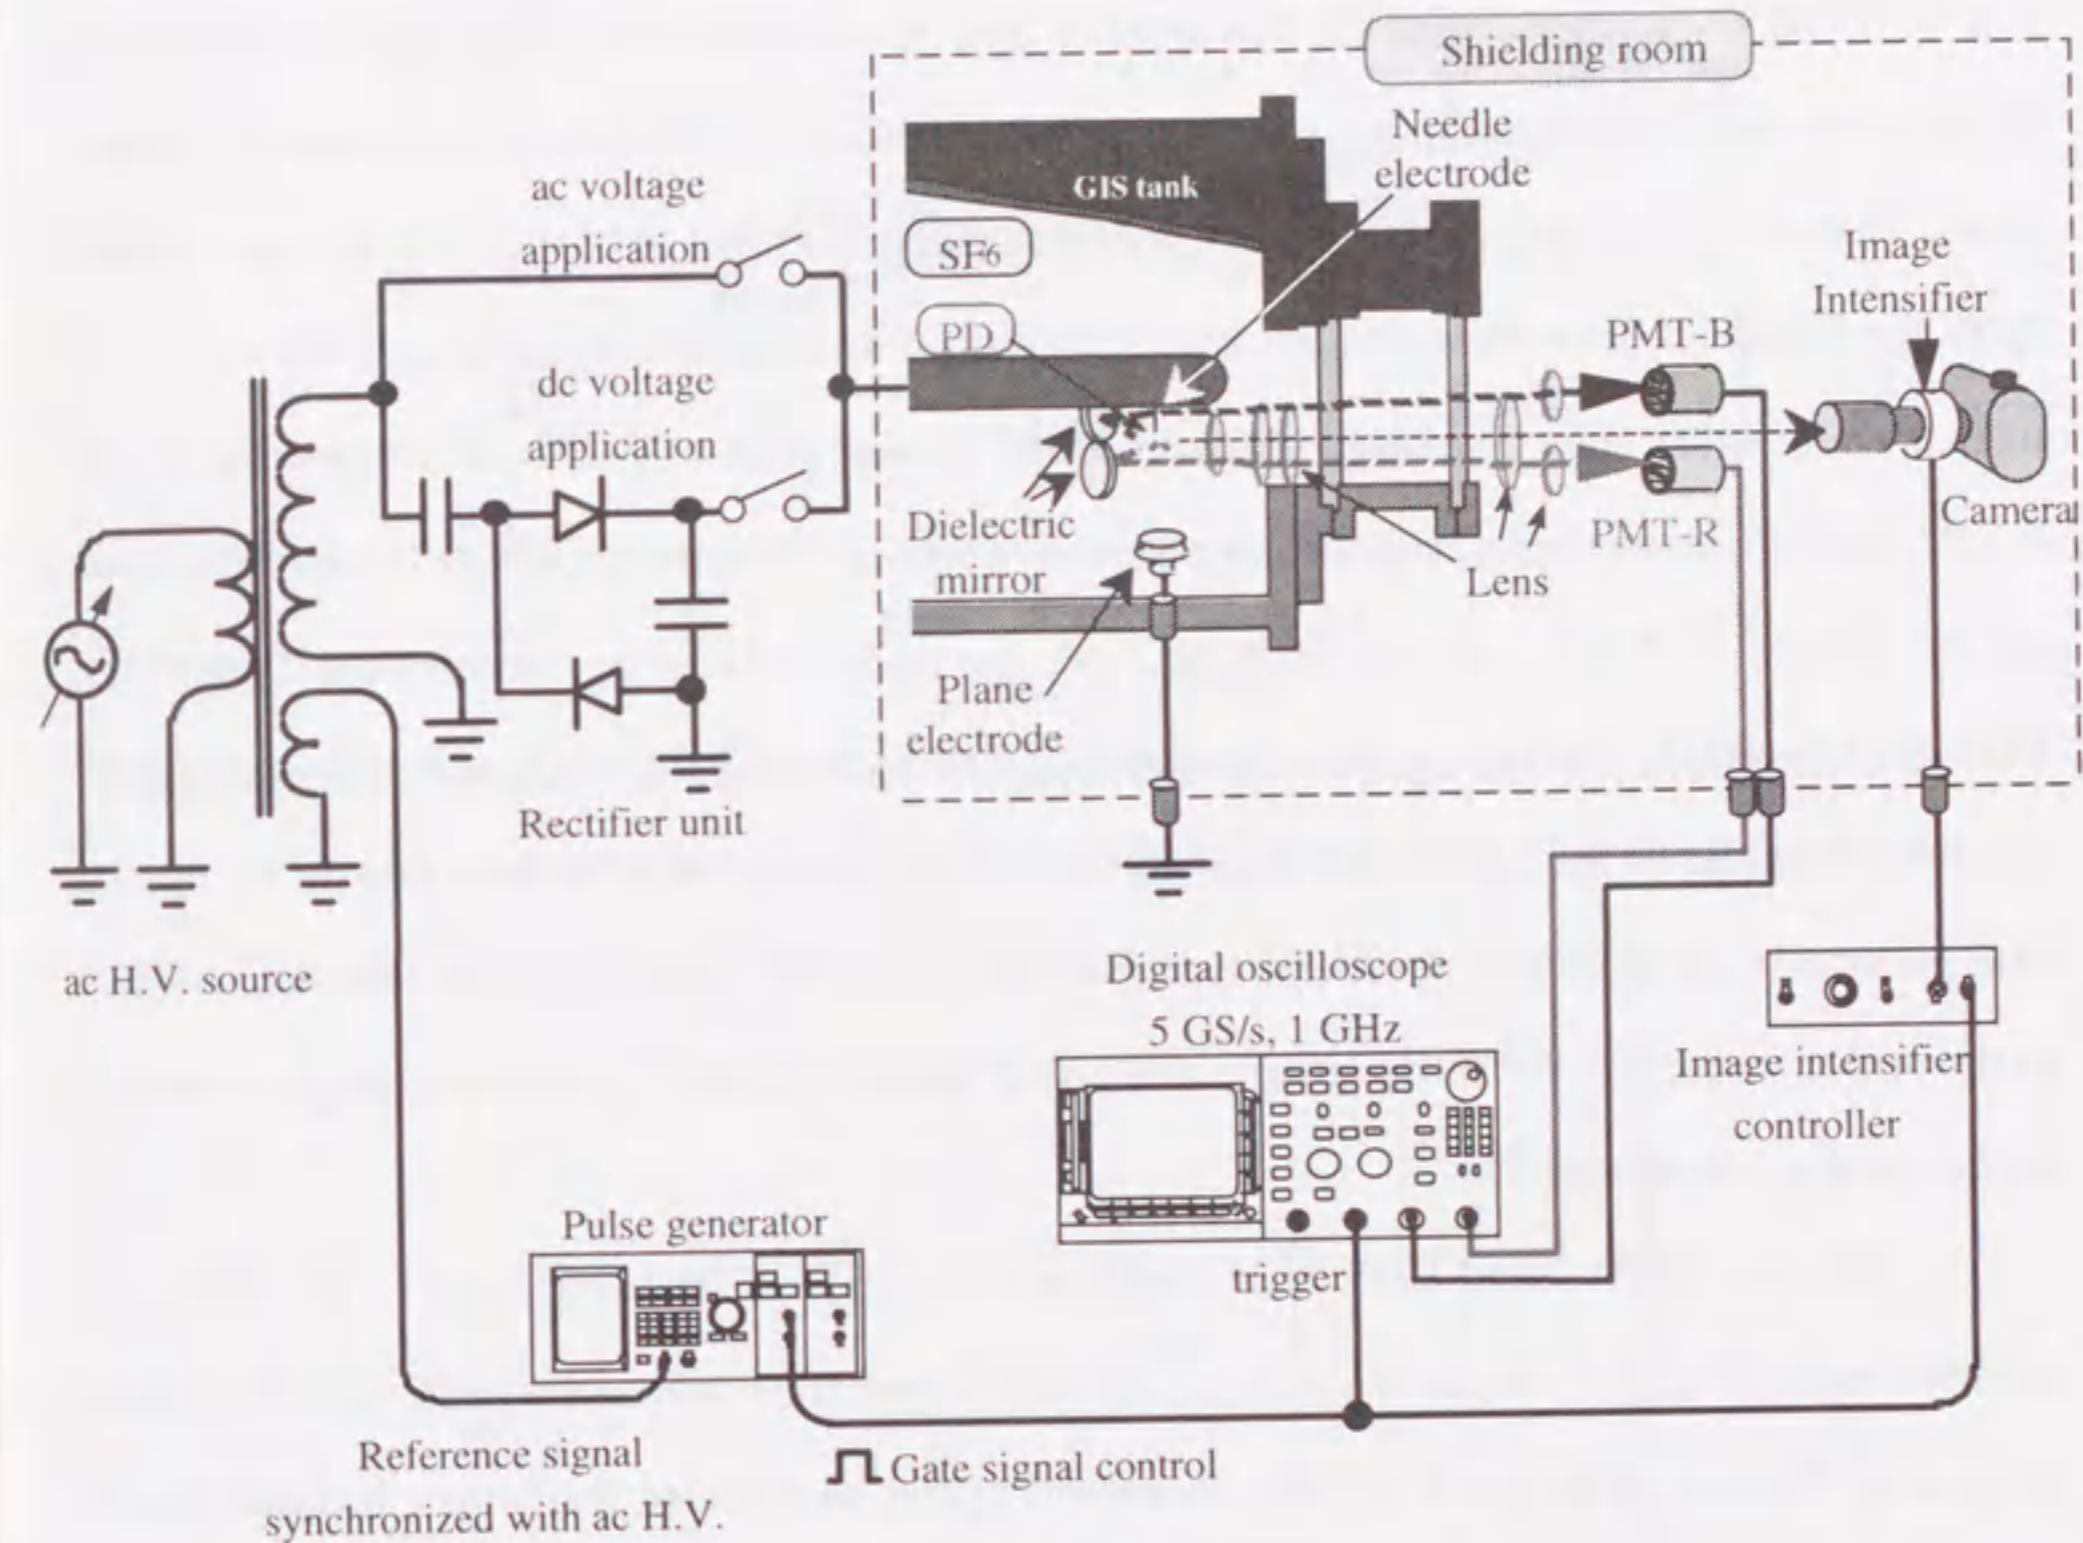 Shielding room
Needle
electrode
GIS tank
ac voltage
application
SF6
PD
Image
Intensifier
PMT-B
dc voltage
application
Dielectric
mirror
PMT-R
Camera
Lens
Plane
electrode
Rectifier unit
ac H.V. source
Digital oscilloscope
5 GS/s, 1 GHz
Image intensifier
controller
Pulse generator
trigger
Reference signal
synchronized with ac H.V.
Gate signal control